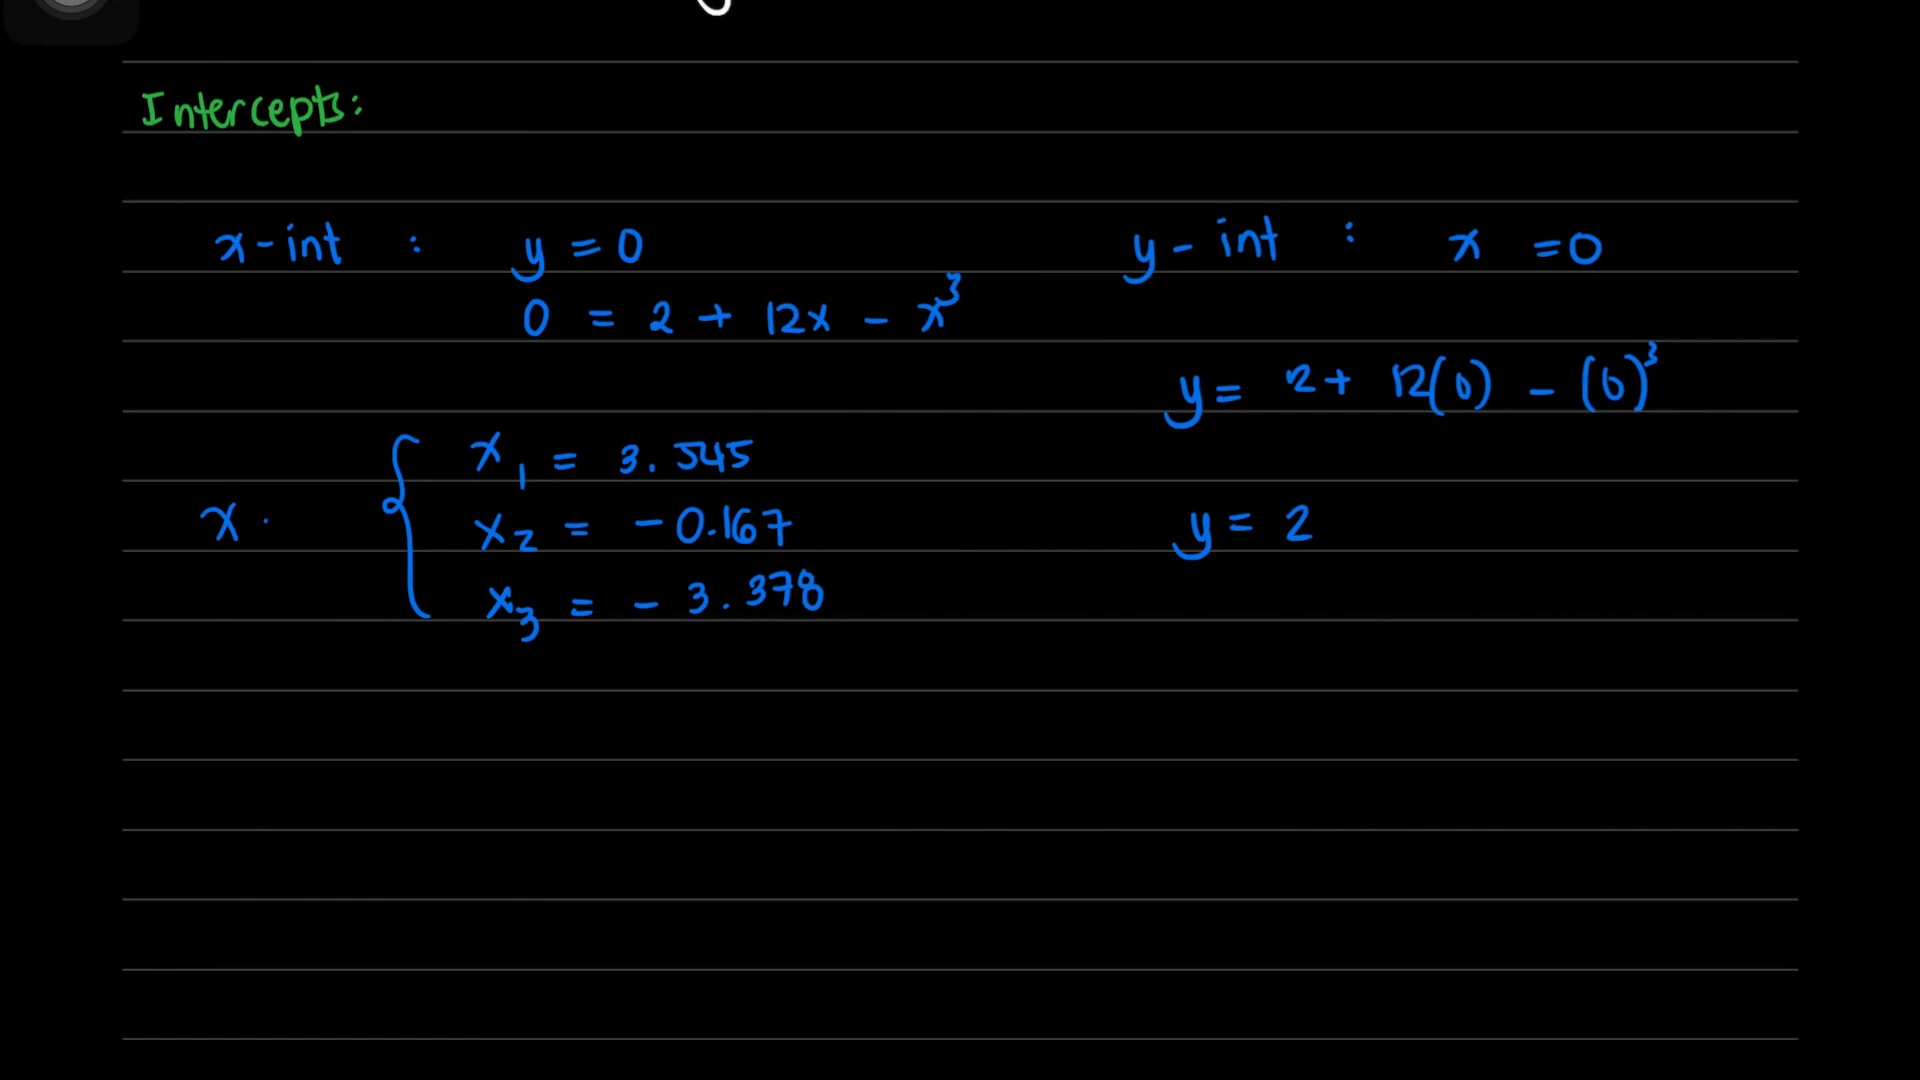 Intercepts:
x-int : y = 0
0 = 2 + 12x - x³
x . { x₁ = 3.545
x₂ = -0.167
x₃ = - 3.378
y - int : x = 0
y = 2 + 12(0) - (0)³
y = 2